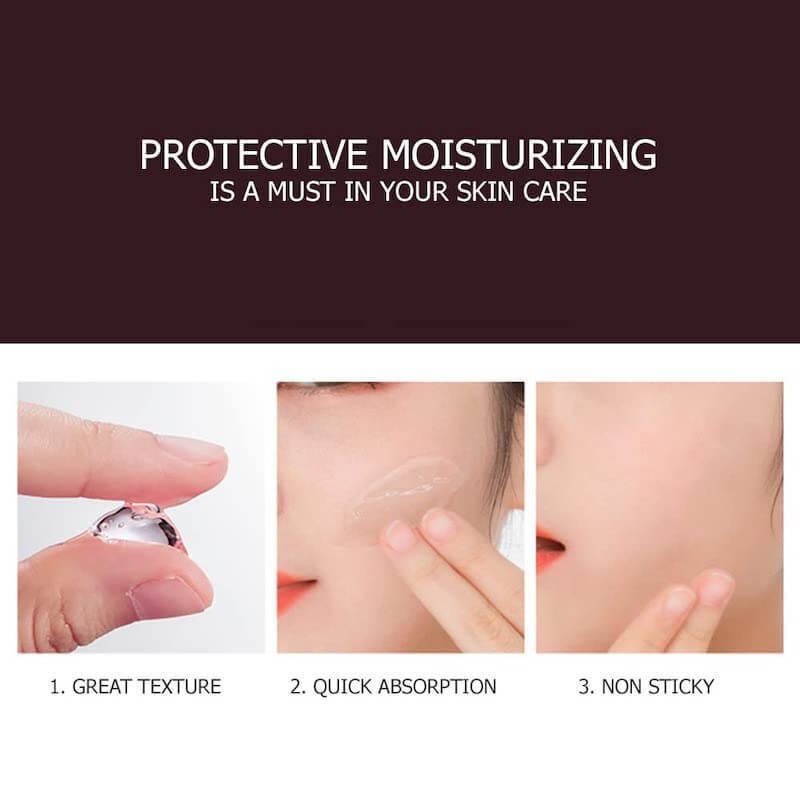 PROTECTIVE MOISTURIZING
IS A MUST IN YOUR SKIN CARE
1. GREAT TEXTURE
2. QUICK ABSORPTION
3. NON STICKY